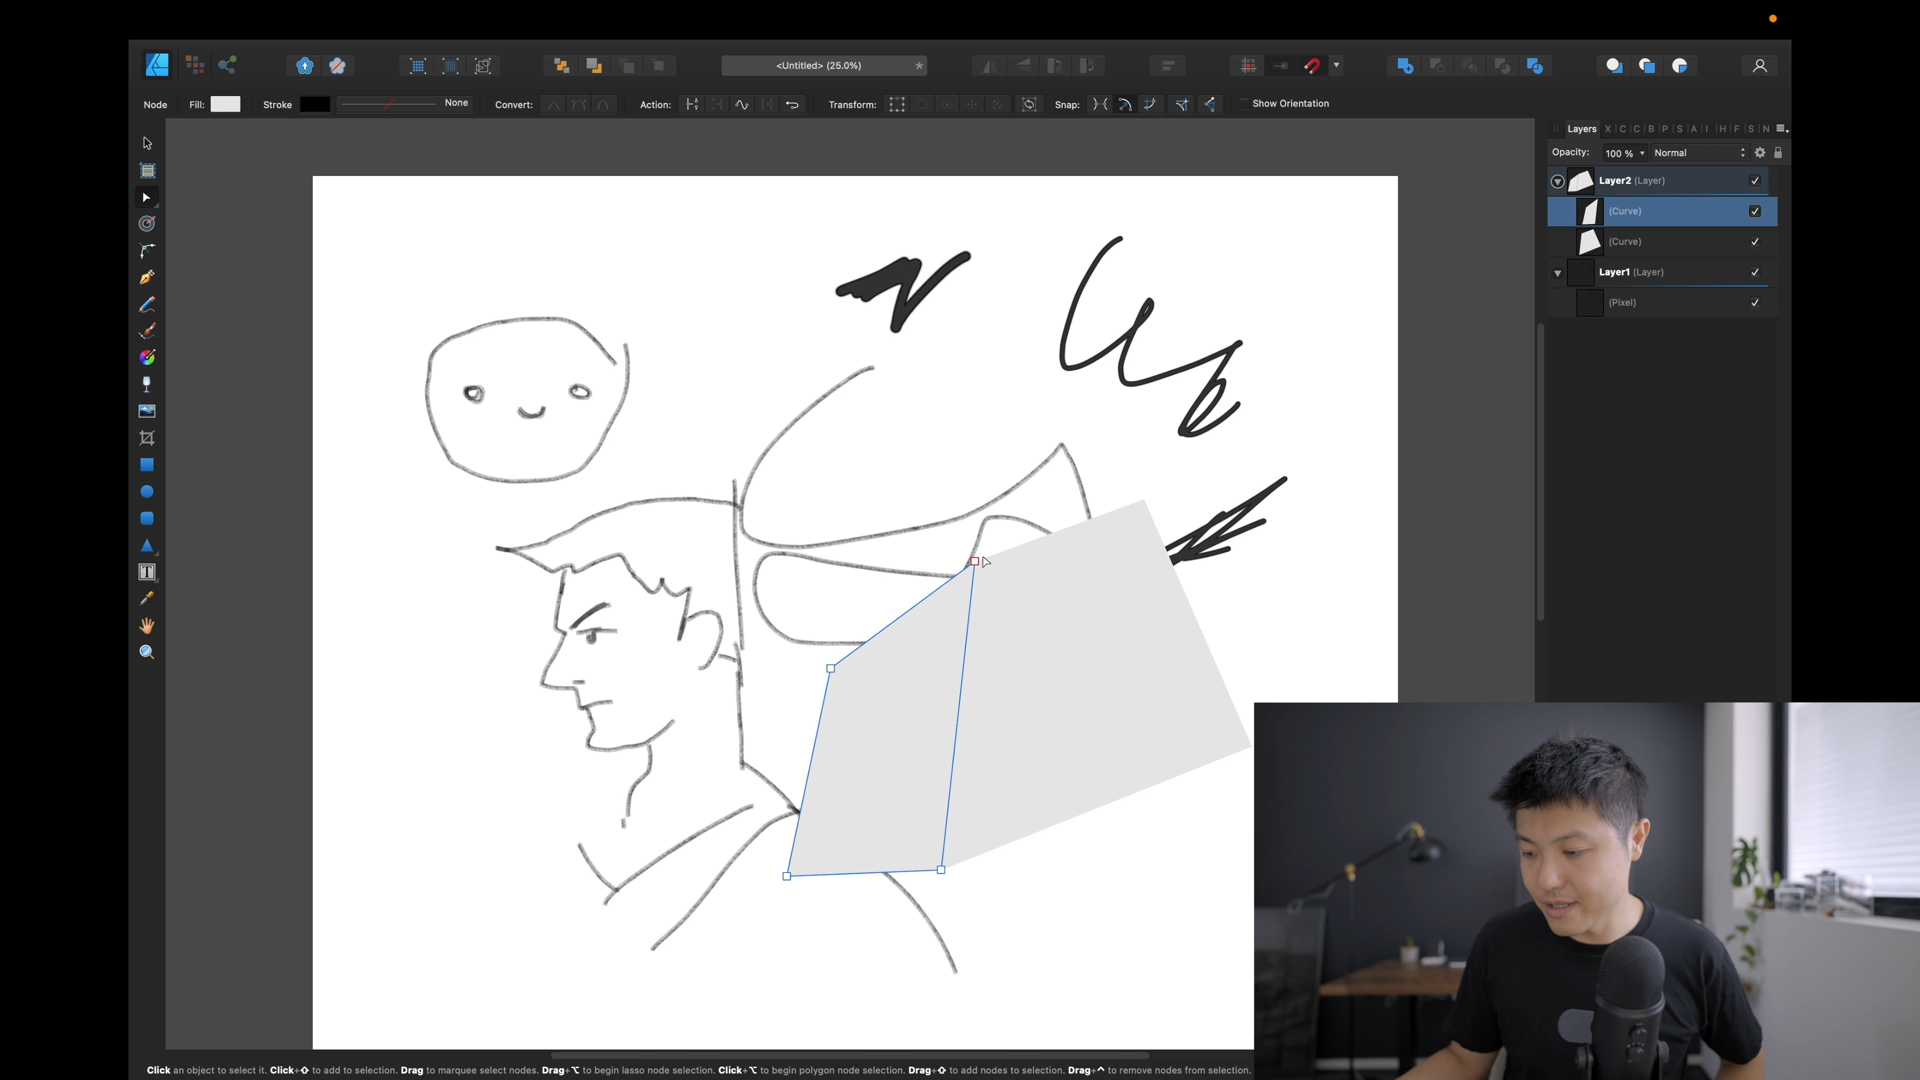 <Untitled> (25.0%)
*
Node
Fill:
Stroke
None
Convert:
Action:
Transform:
Snap:
Show Orientation
Layers X C C B P S A I H F S N
Opacity: 100 % Normal
Layer2 (Layer)
(Curve)
(Curve)
Layer1 (Layer)
(Pixel)
Click an object to select it. Click+⇧ to add to selection. Drag to marquee select nodes. Drag+⌥ to begin lasso node selection. Click+⌥ to begin polygon node selection. Drag+⇧ to add nodes to selection. Drag+⌃ to remove nodes from selection.